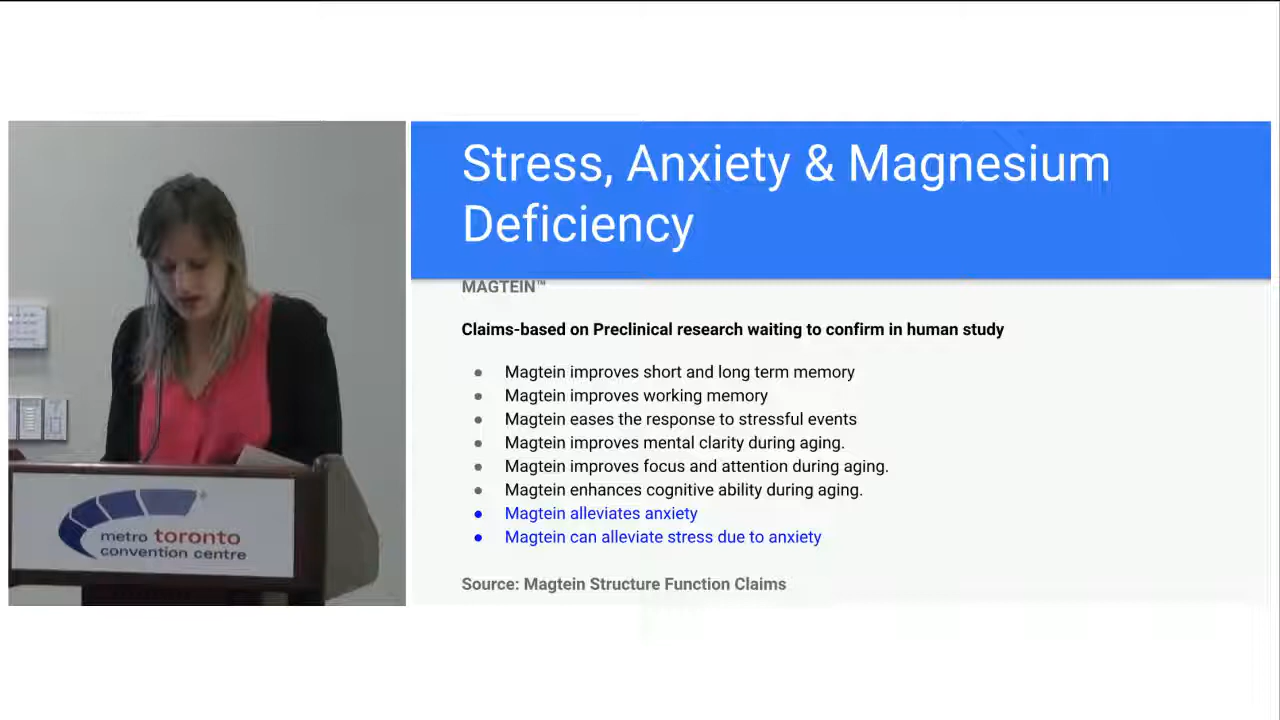 Stress, Anxiety & Magnesium
Deficiency
MAGTEIN™
Claims-based on Preclinical research waiting to confirm in human study
Magtein improves short and long term memory
Magtein improves working memory
Magtein eases the response to stressful events
Magtein improves mental clarity during aging.
Magtein improves focus and attention during aging.
Magtein enhances cognitive ability during aging.
Magtein alleviates anxiety
Magtein can alleviate stress due to anxiety
Source: Magtein Structure Function Claims
metro toronto
convention centre